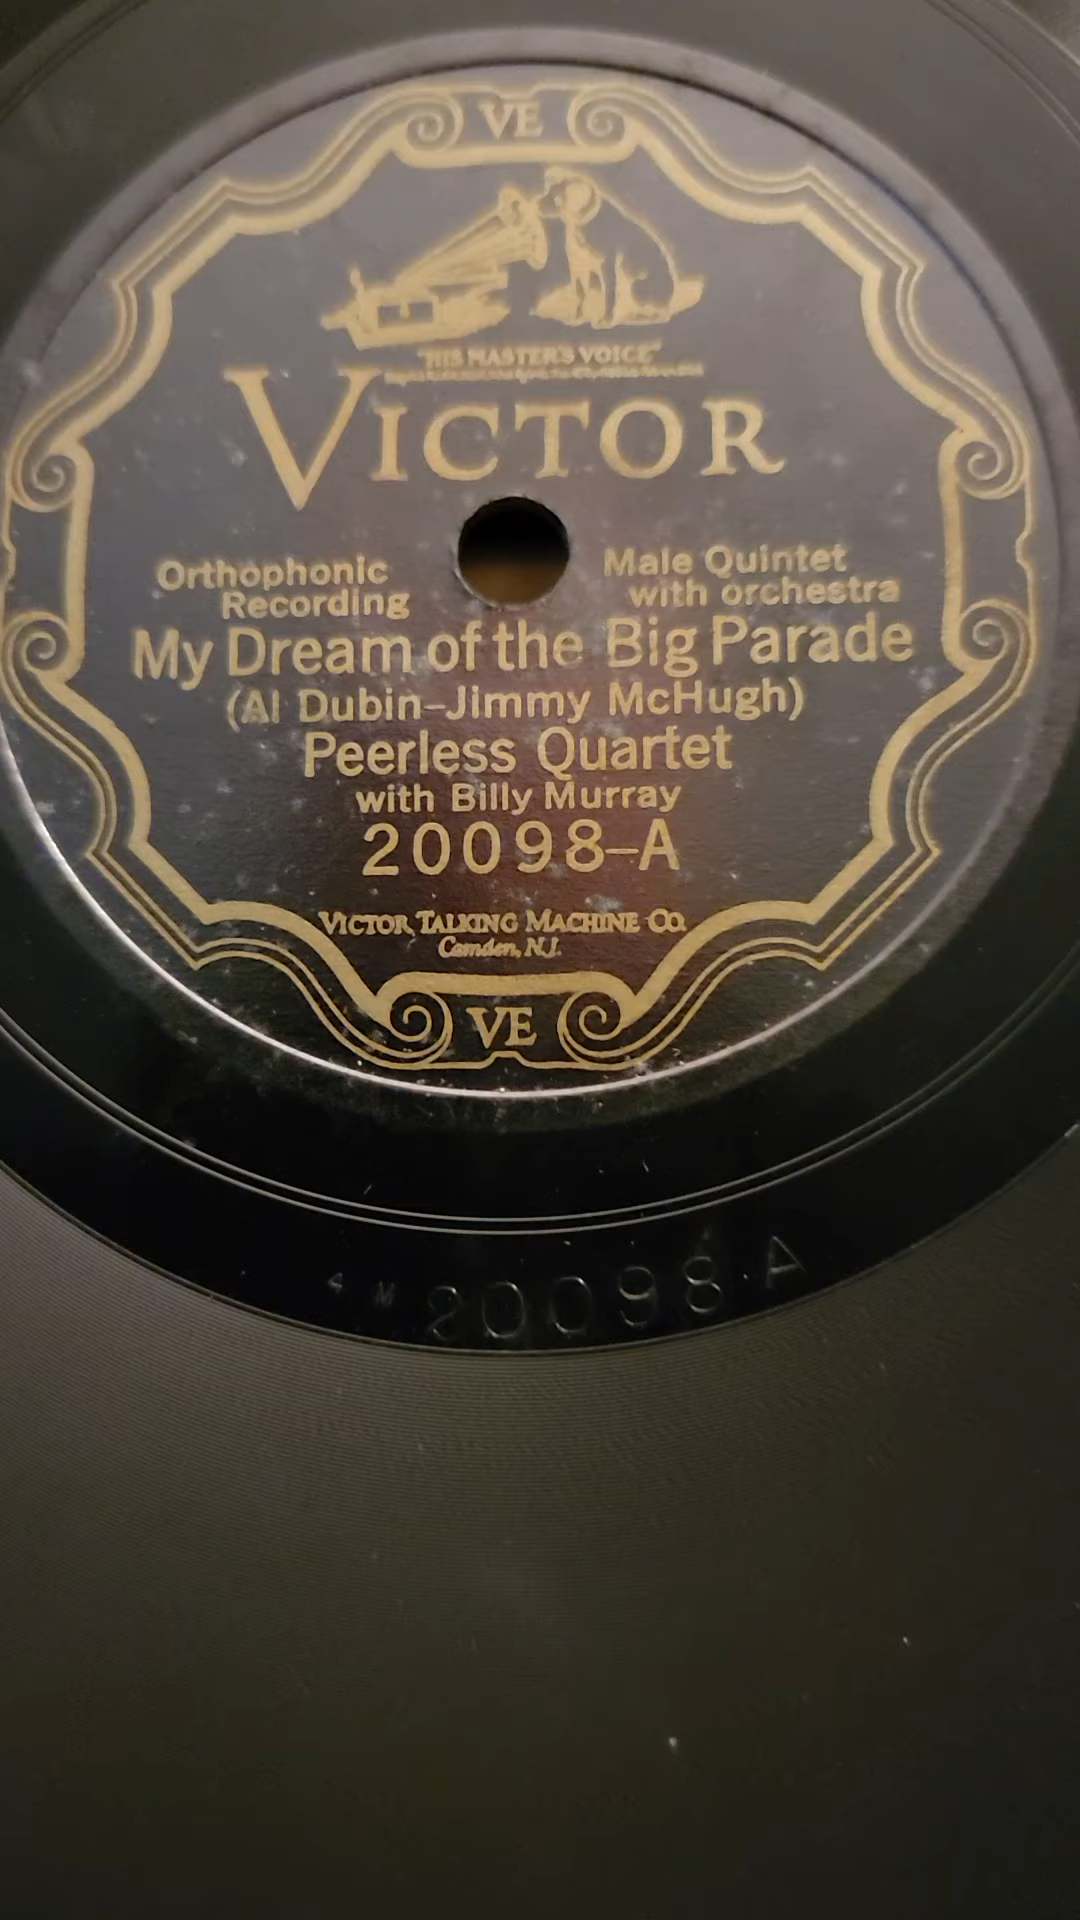 VE
"HIS MASTER'S VOICE"
VICTOR
Orthophonic
Recording
Male Quintet
with orchestra
My Dream of the Big Parade
(Al Dubin–Jimmy McHugh)
Peerless Quartet
with Billy Murray
20098–A
VICTOR TALKING MACHINE CO.
Camden, N.J.
VE
4 M 20098·A